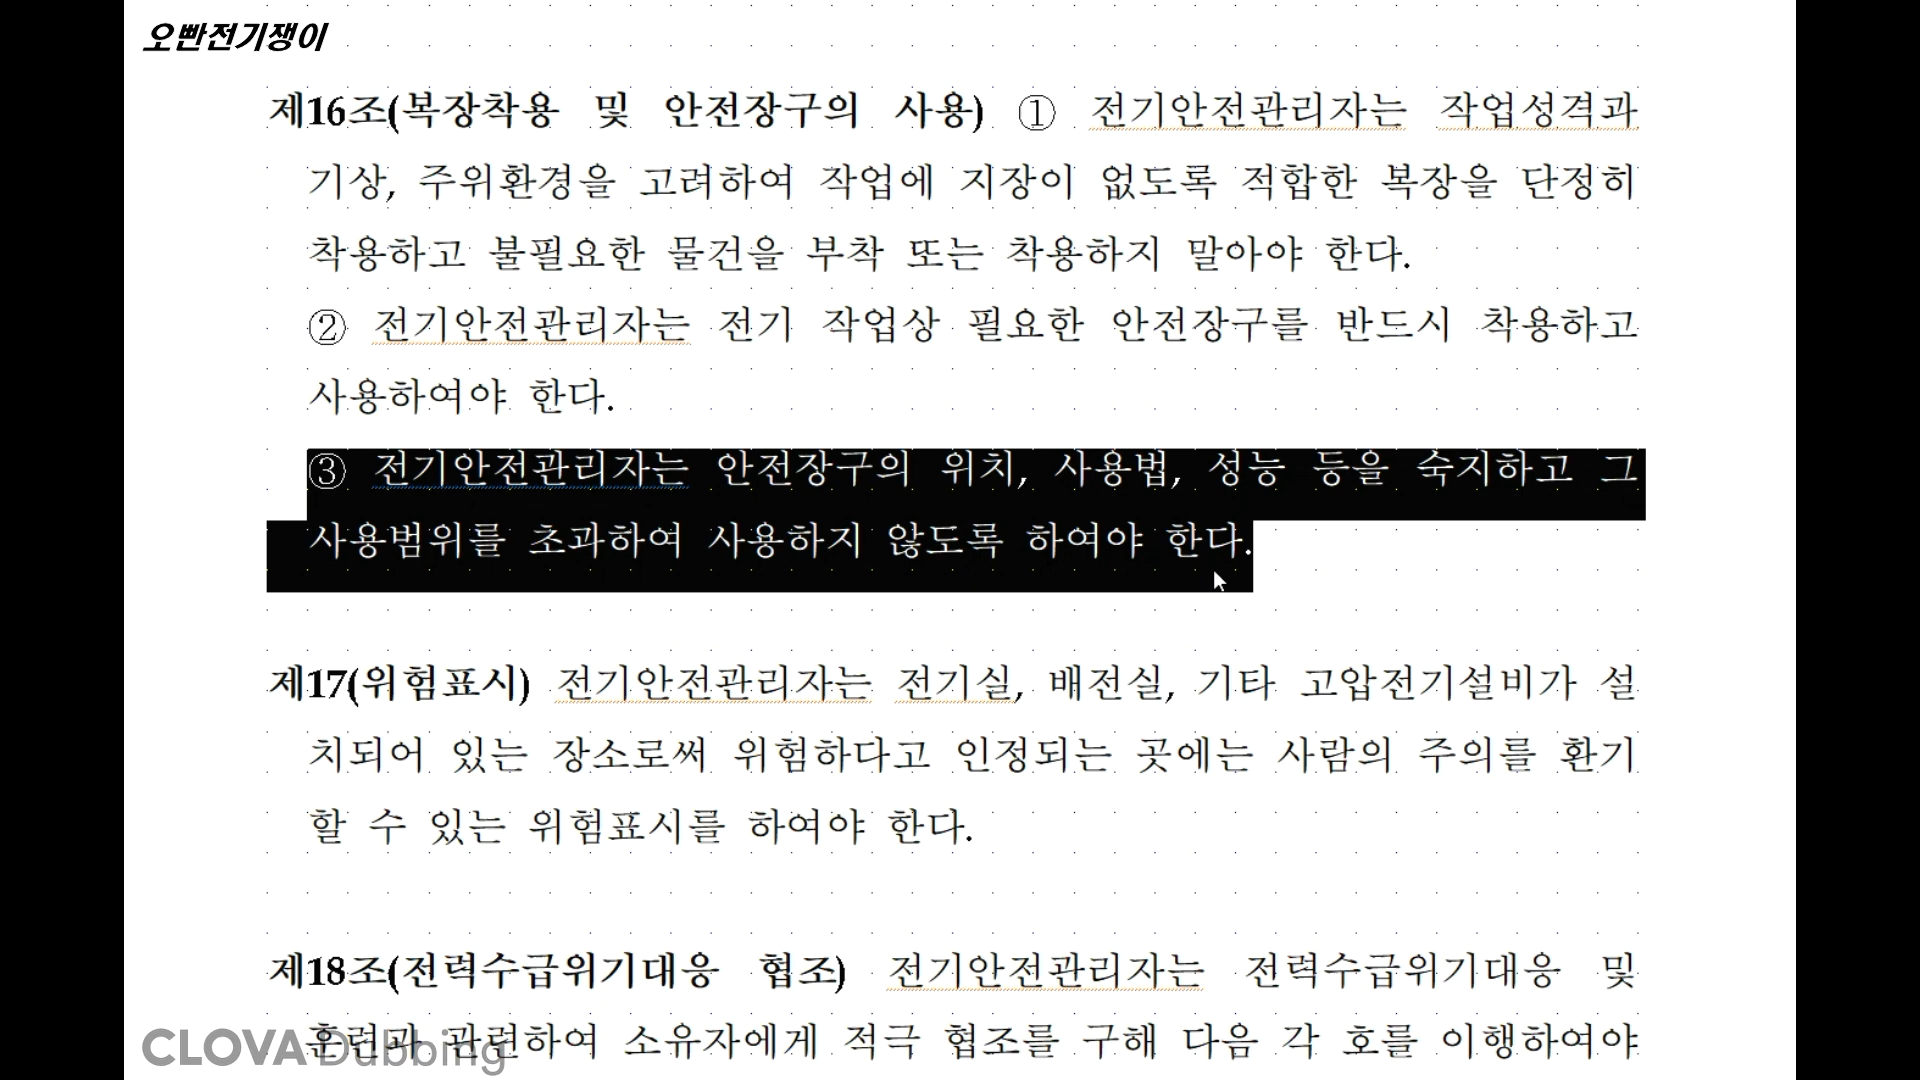 오빤전기쟁이
제16조(복장착용 및 안전장구의 사용) ① 전기안전관리자는 작업성격과
기상, 주위환경을 고려하여 작업에 지장이 없도록 적합한 복장을 단정히
착용하고 불필요한 물건을 부착 또는 착용하지 말아야 한다.
② 전기안전관리자는 전기 작업상 필요한 안전장구를 반드시 착용하고
사용하여야 한다.
③ 전기안전관리자는 안전장구의 위치, 사용법, 성능 등을 숙지하고 그
사용범위를 초과하여 사용하지 않도록 하여야 한다.
제17(위험표시) 전기안전관리자는 전기실, 배전실, 기타 고압전기설비가 설
치되어 있는 장소로써 위험하다고 인정되는 곳에는 사람의 주의를 환기
할 수 있는 위험표시를 하여야 한다.
제18조(전력수급위기대응 협조) 전기안전관리자는 전력수급위기대응 및
훈련과 관련하여 소유자에게 적극 협조를 구해 다음 각 호를 이행하여야
CLOVA Dubbing